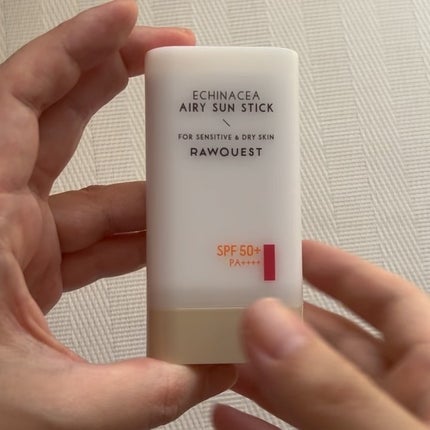 ECHINACEA
AIRY SUN STICK
FOR SENSITIVE & DRY SKIN
RAWQUEST
SPF 50+
PA++++